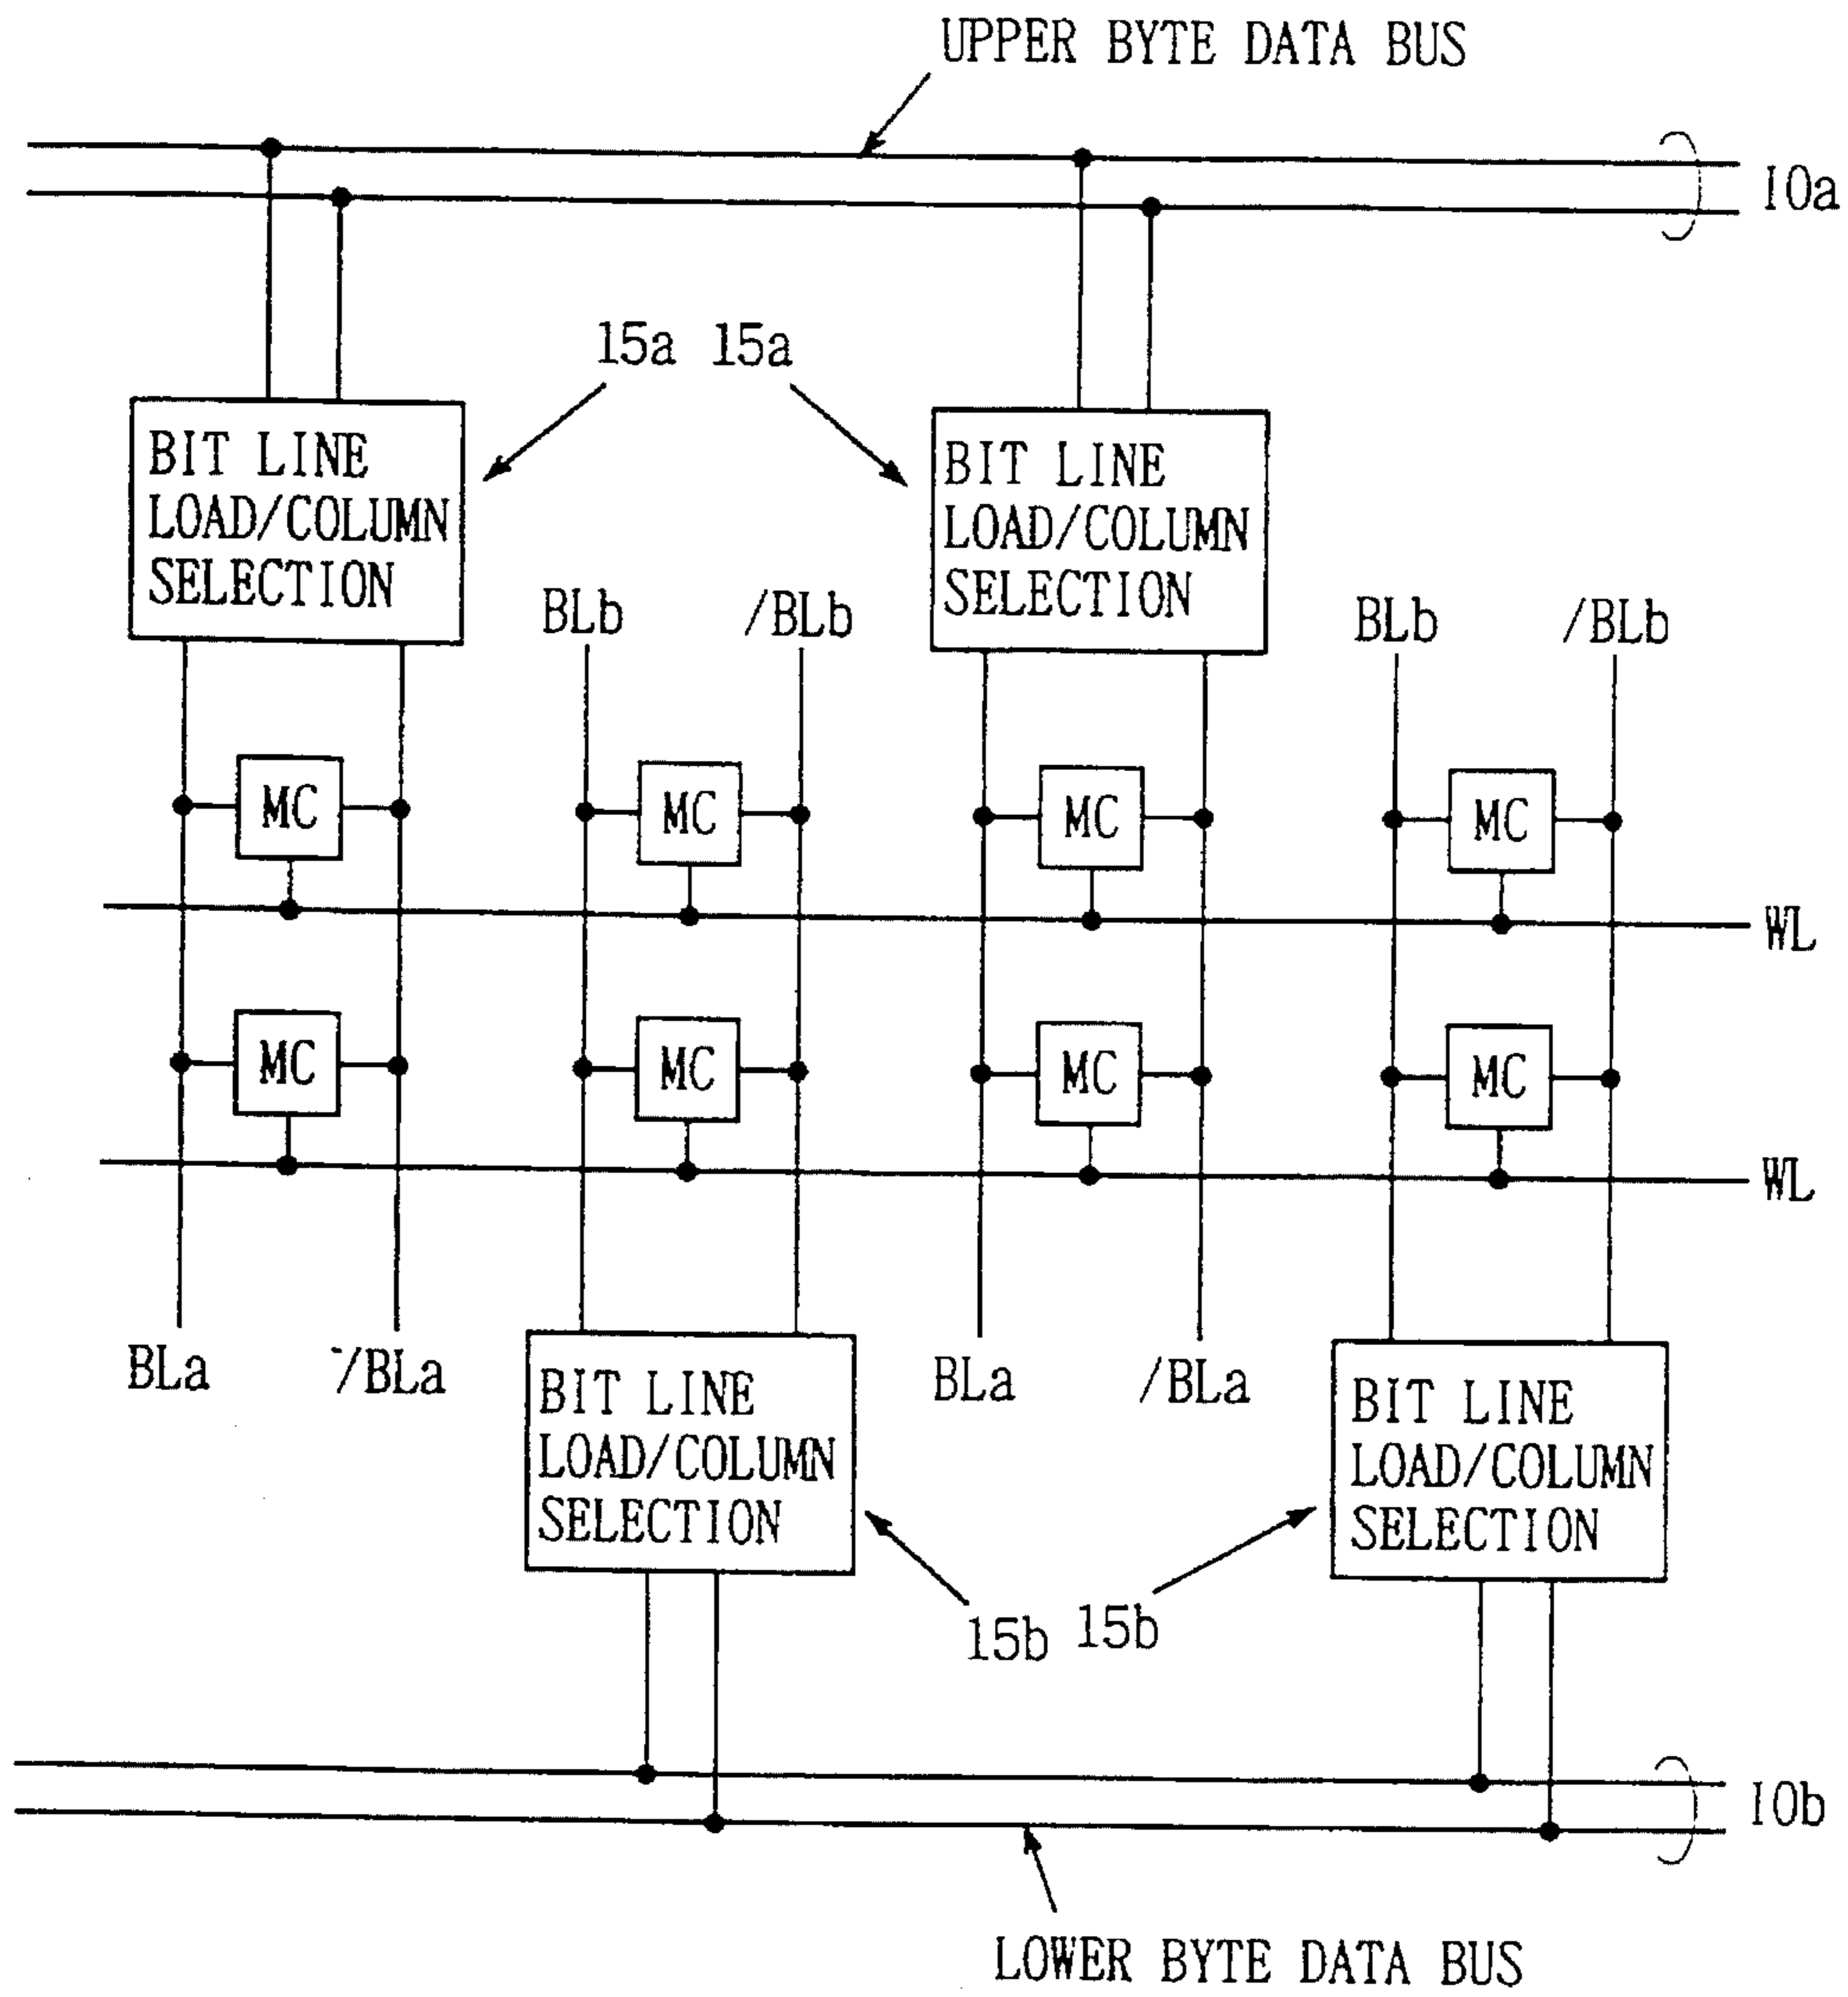 UPPER BYTE DATA BUS
IOa
15a 15a
BIT LINE
LOAD/COLUMN
SELECTION
BIT LINE
LOAD/COLUMN
SELECTION
BLb /BLb
BLb /BLb
MC MC MC MC
WL
MC MC MC MC
WL
BLa /BLa
BLa /BLa
BIT LINE
LOAD/COLUMN
SELECTION
BIT LINE
LOAD/COLUMN
SELECTION
15b 15b
IOb
LOWER BYTE DATA BUS